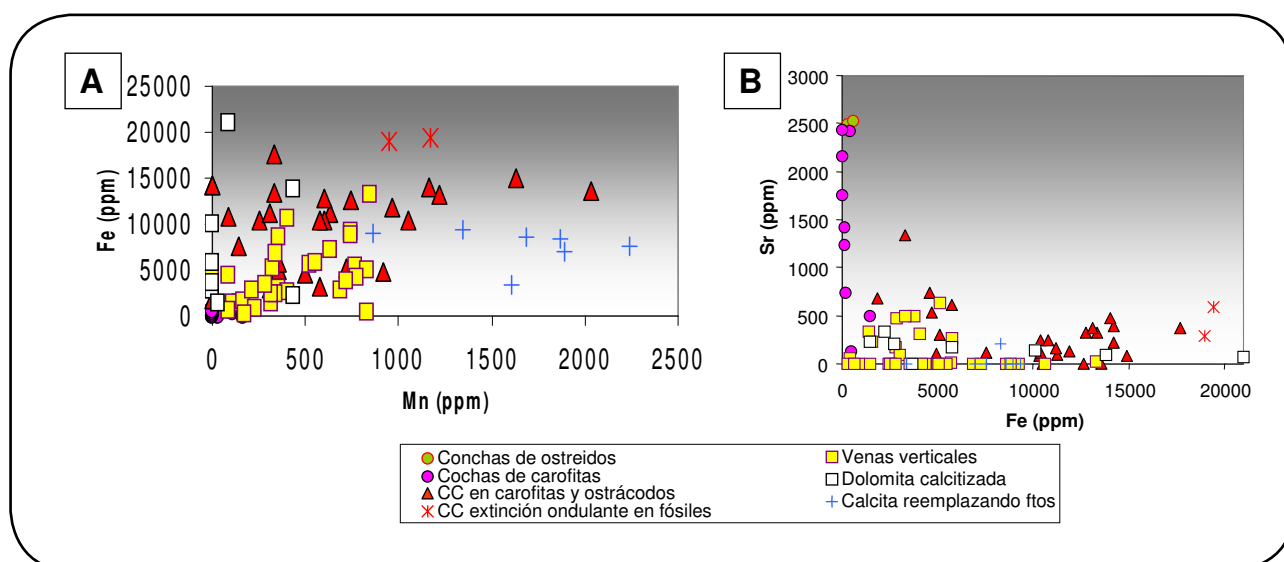 A
25000
20000
15000
10000
5000
0
Fe (ppm)
0 500 1000 1500 2000 2500
Mn (ppm)
B
3000
2500
2000
1500
1000
500
0
Sr (ppm)
0 5000 10000 15000 20000
Fe (ppm)
Conchas de ostreidos
Cochas de carofitas
CC en carofitas y ostrácodos
CC extinción ondulante en fósiles
Venas verticales
Dolomita calcitizada
Calcita reemplazando ftos